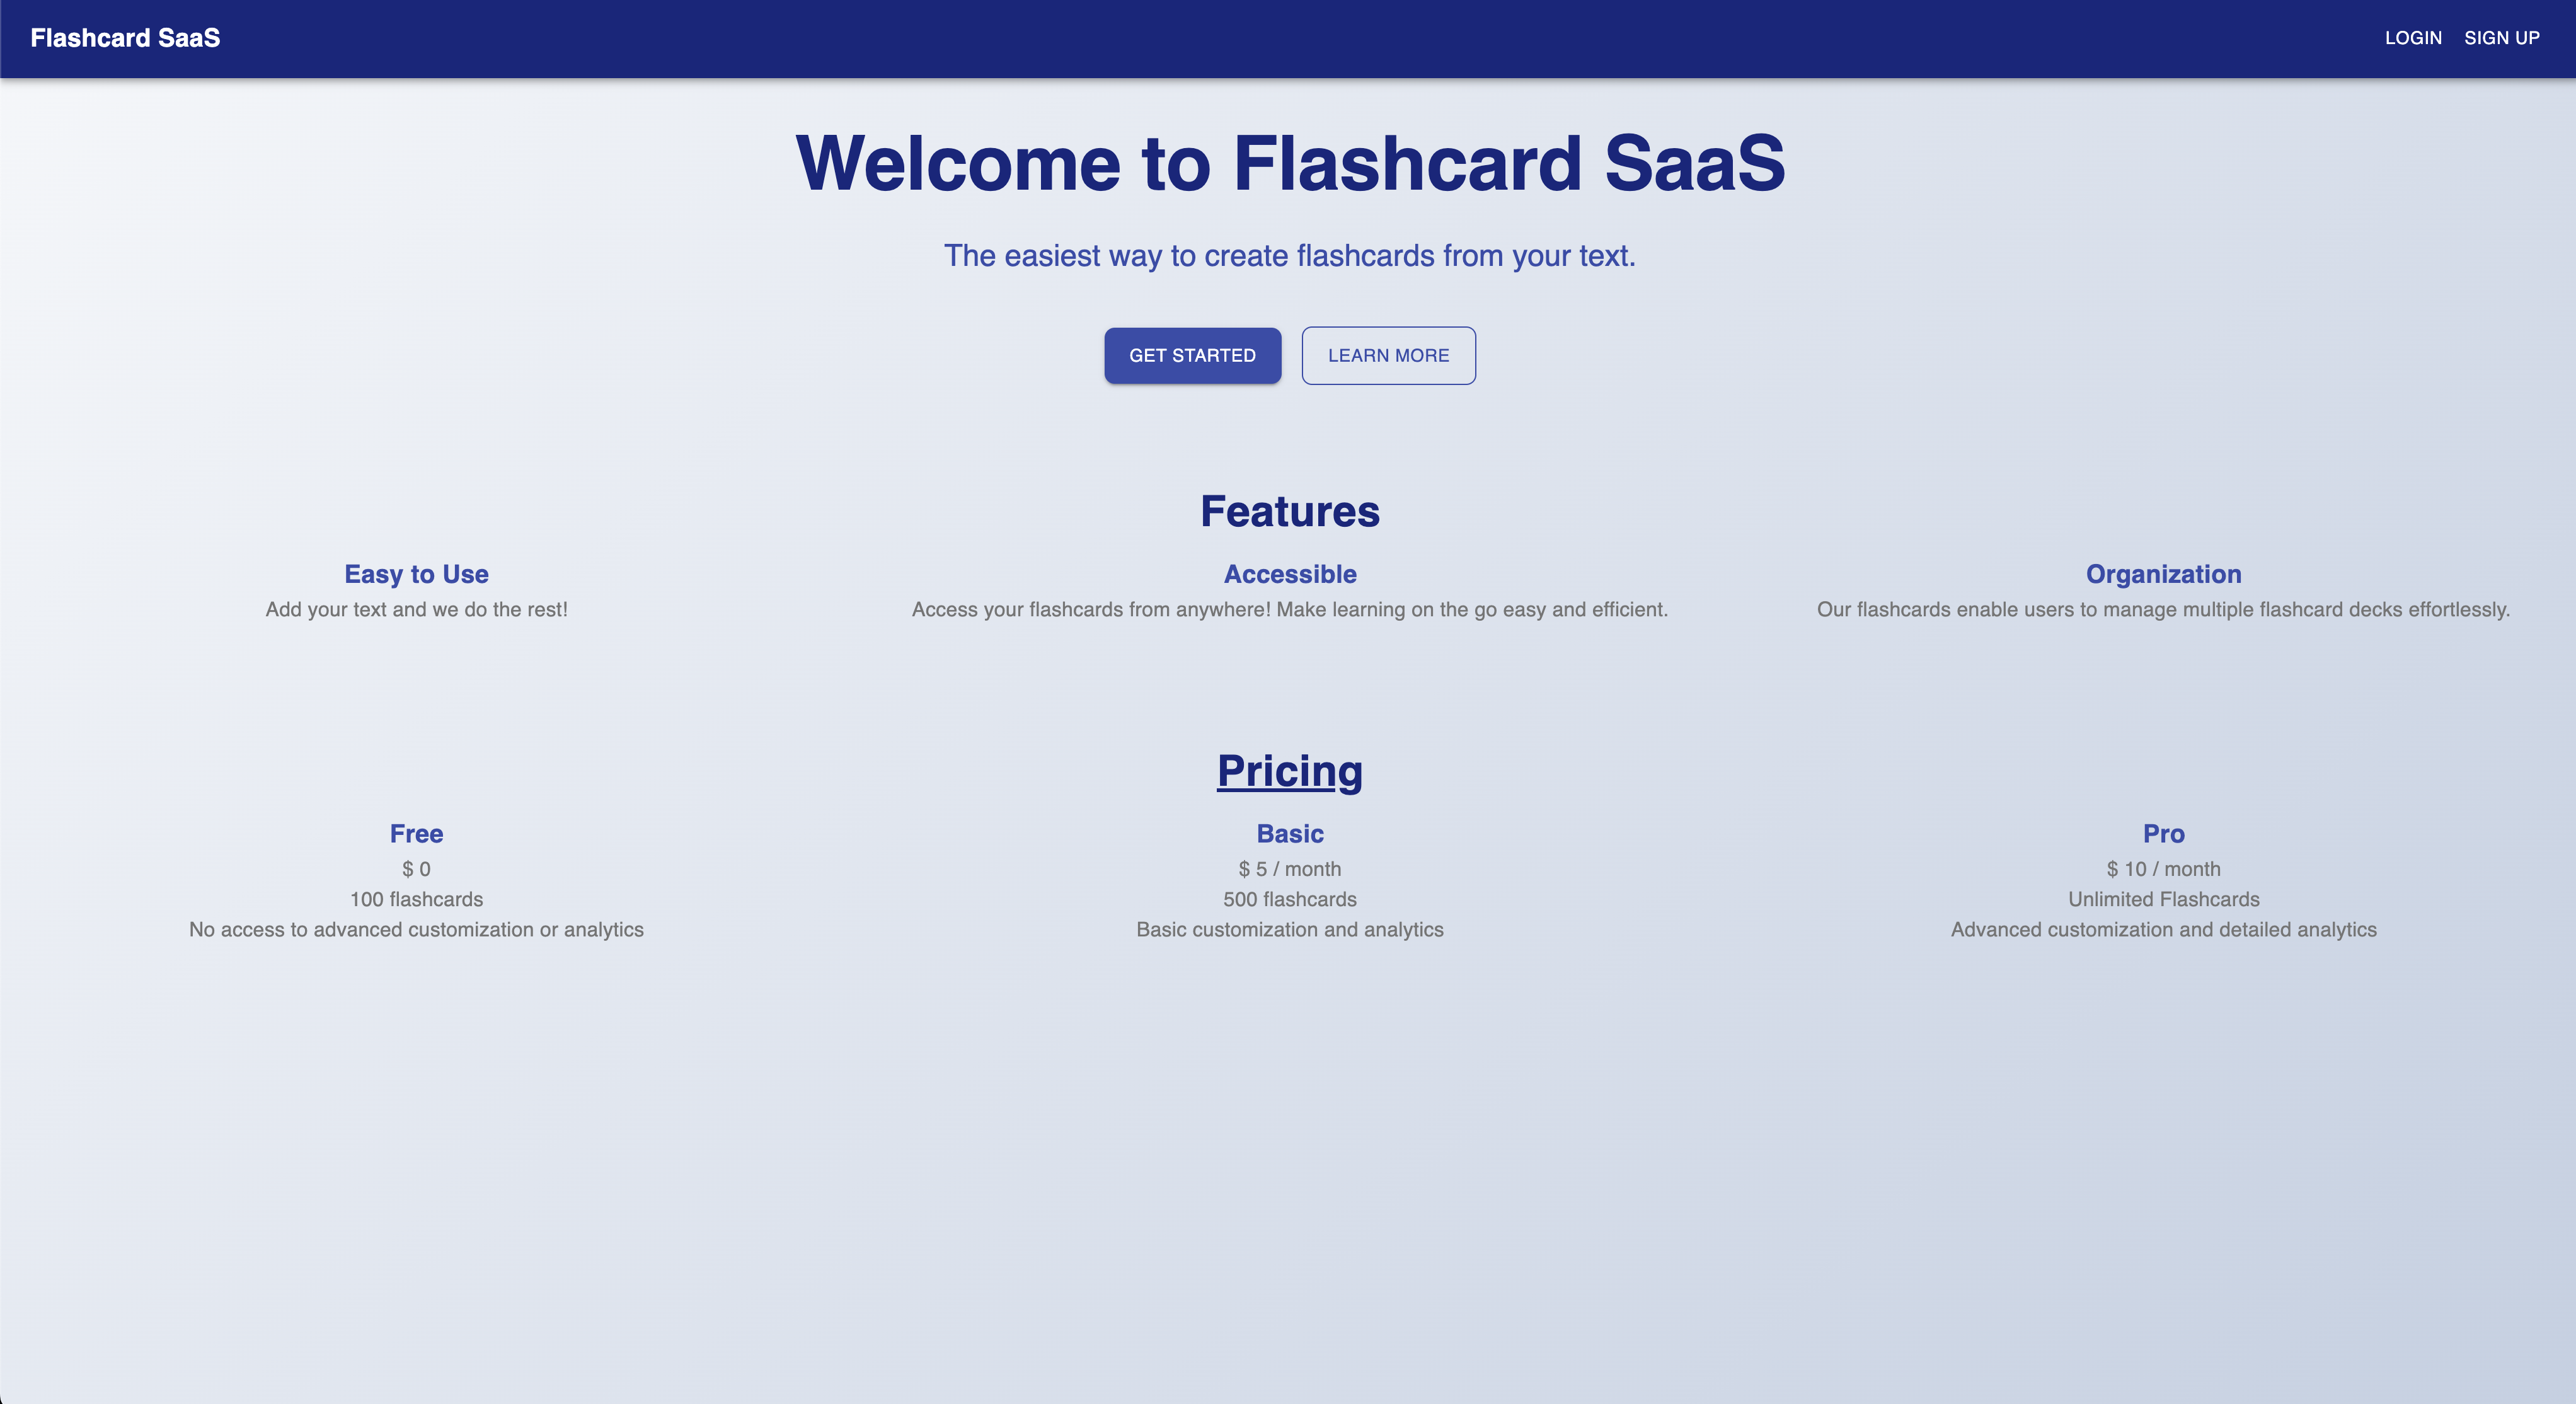 Flashcard SaaS
LOGIN
SIGN UP
Welcome to Flashcard SaaS
The easiest way to create flashcards from your text.
GET STARTED
LEARN MORE
Features
Easy to Use
Add your text and we do the rest!
Accessible
Access your flashcards from anywhere! Make learning on the go easy and efficient.
Organization
Our flashcards enable users to manage multiple flashcard decks effortlessly.
Pricing
Free
$ 0
100 flashcards
No access to advanced customization or analytics
Basic
$ 5 / month
500 flashcards
Basic customization and analytics
Pro
$ 10 / month
Unlimited Flashcards
Advanced customization and detailed analytics